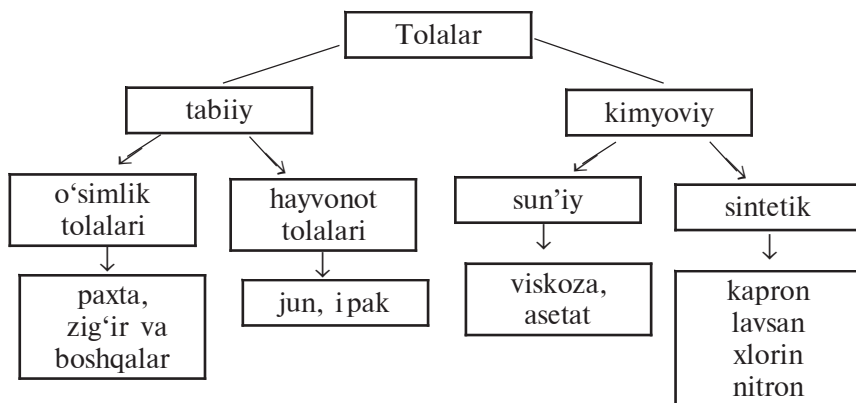 Tolalar
tabiiy
kimyoviy
o‘simlik
tolalari
hayvonot
tolalari
sun’iy
sintetik
paxta,
zig‘ir va
boshqalar
jun, ipak
viskoza,
asetat
kapron
lavsan
xlorin
nitron